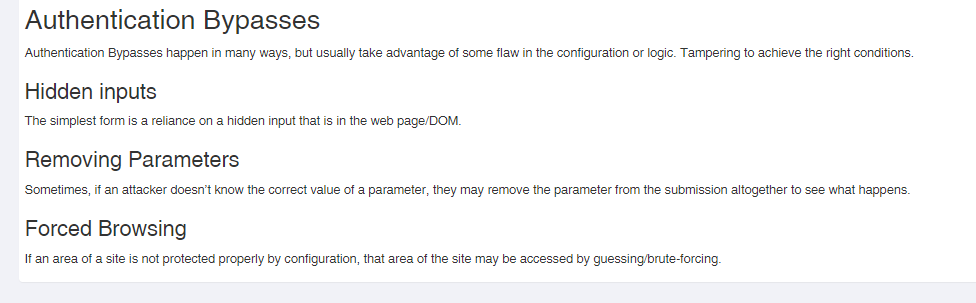 Authentication Bypasses
Authentication Bypasses happen in many ways, but usually take advantage of some flaw in the configuration or logic. Tampering to achieve the right conditions.
Hidden inputs
The simplest form is a reliance on a hidden input that is in the web page/DOM.
Removing Parameters
Sometimes, if an attacker doesn't know the correct value of a parameter, they may remove the parameter from the submission altogether to see what happens.
Forced Browsing
If an area of a site is not protected properly by configuration, that area of the site may be accessed by guessing/brute-forcing.